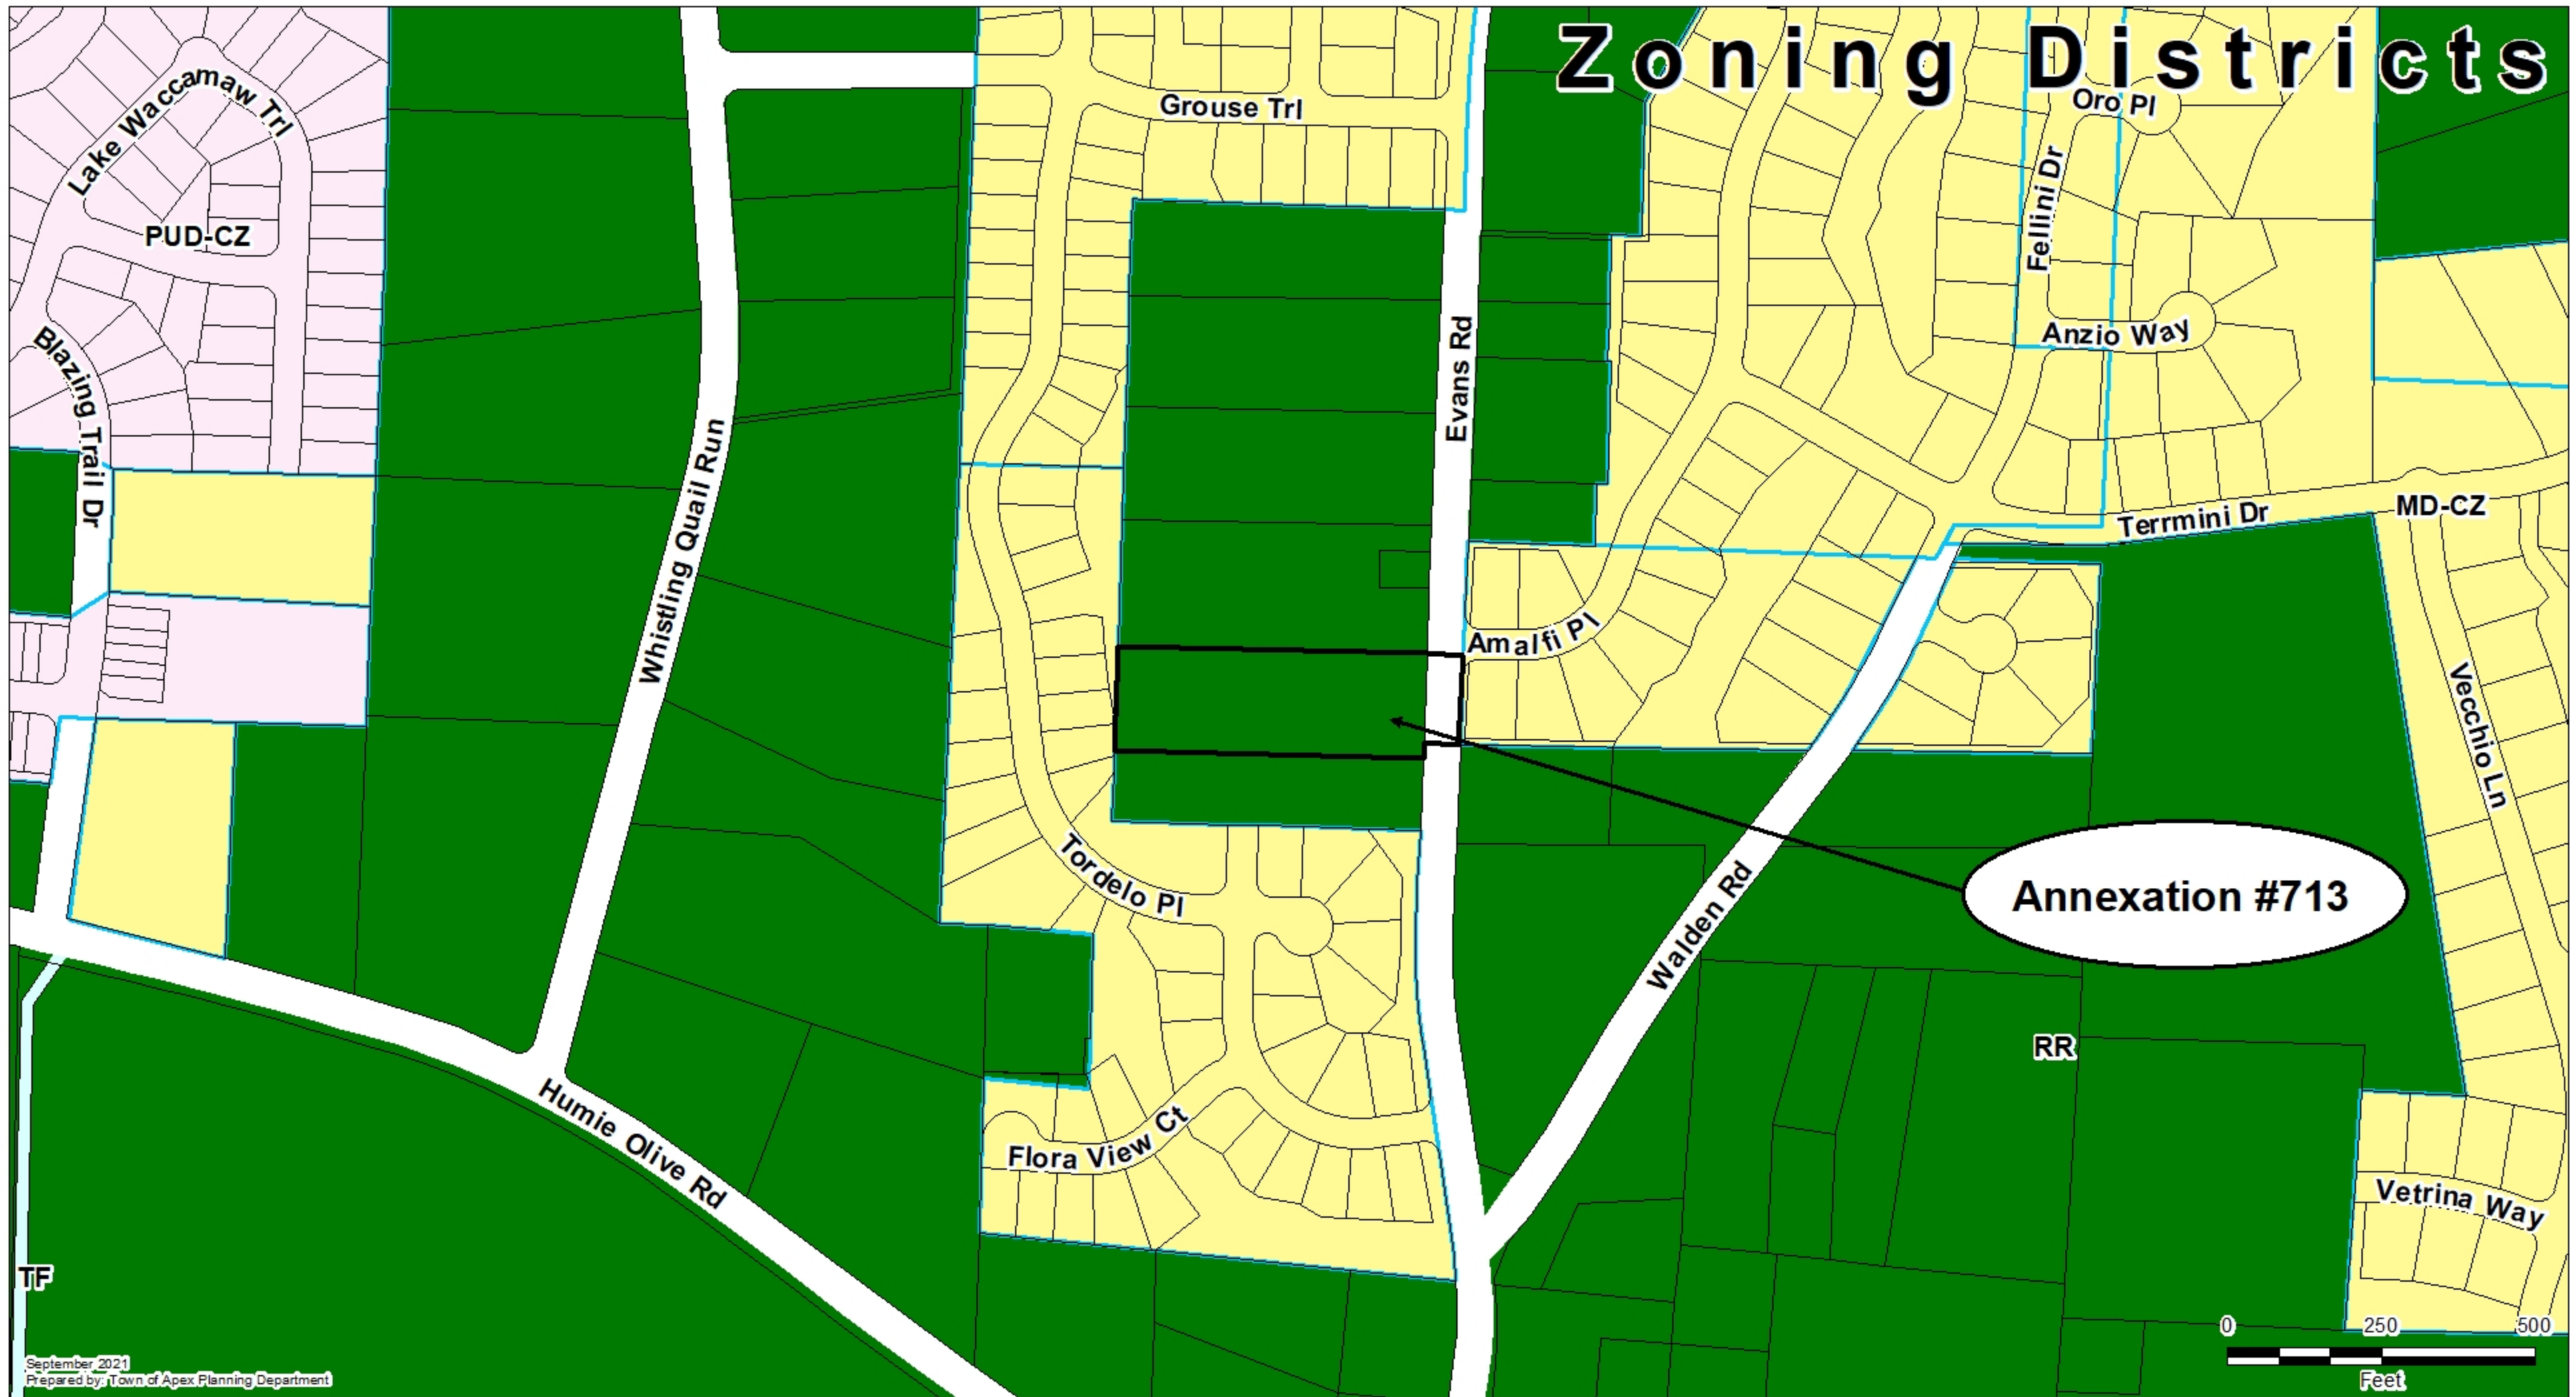 Zoning Districts
Lake Waccamaw Trl
Grouse Trl
Oro Pl
Fellini Dr
PUD-CZ
Blazing Trail Dr
Anzio Way
Evans Rd
Whistling Quail Run
MD-CZ
Terrmini Dr
Amalfi Pl
Vecchio Ln
Tordelo Pl
Annexation #713
Walden Rd
RR
Humie Olive Rd
Flora View Ct
Vetrina Way
TF
0 250 500
Feet
September 2021
Prepared by: Town of Apex Planning Department